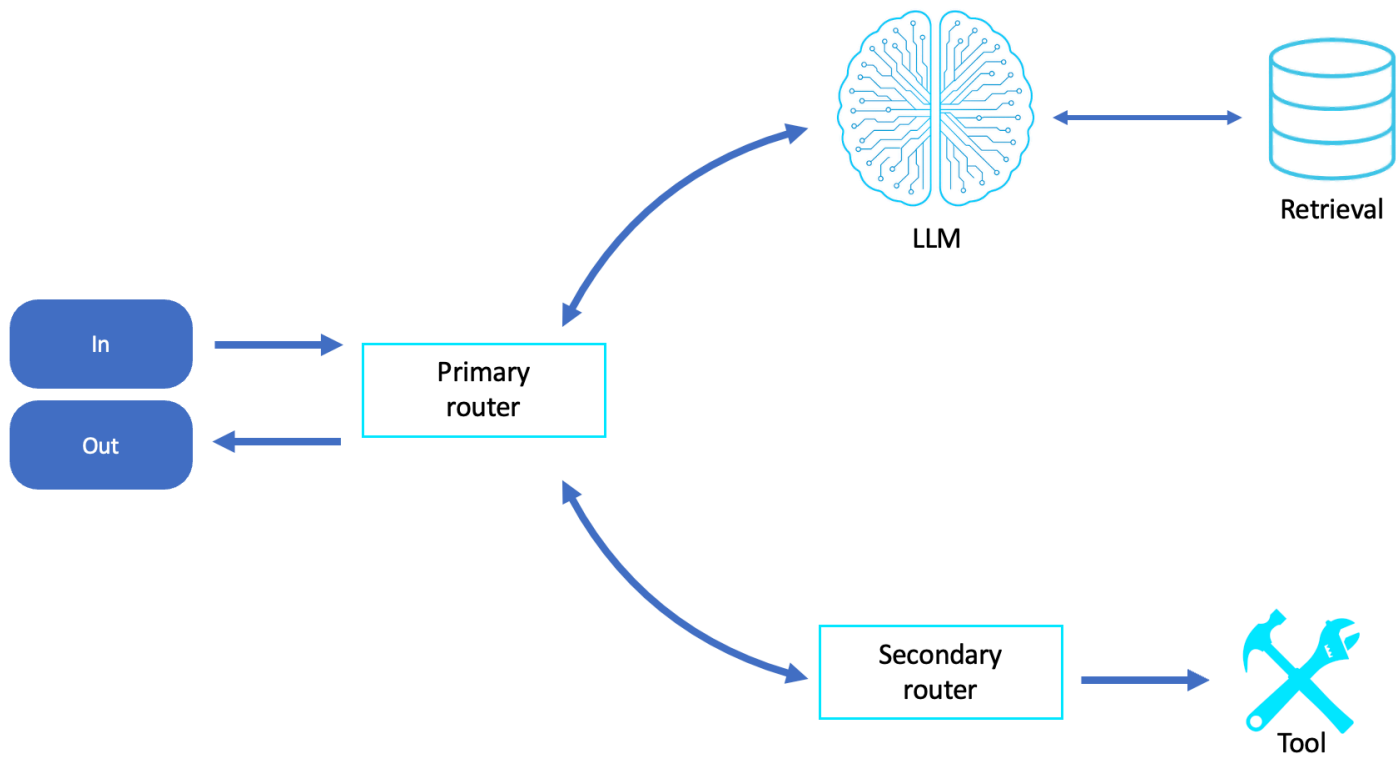 LLM
Retrieval
In
Primary
router
Out
Secondary
router
Tool